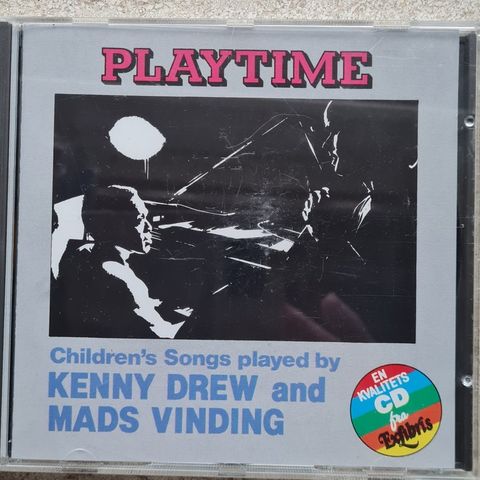 PLAYTIME
Children's Songs played by
KENNY DREW and
MADS VINDING
EN
KVALITETS
CD
fra
Exlibris